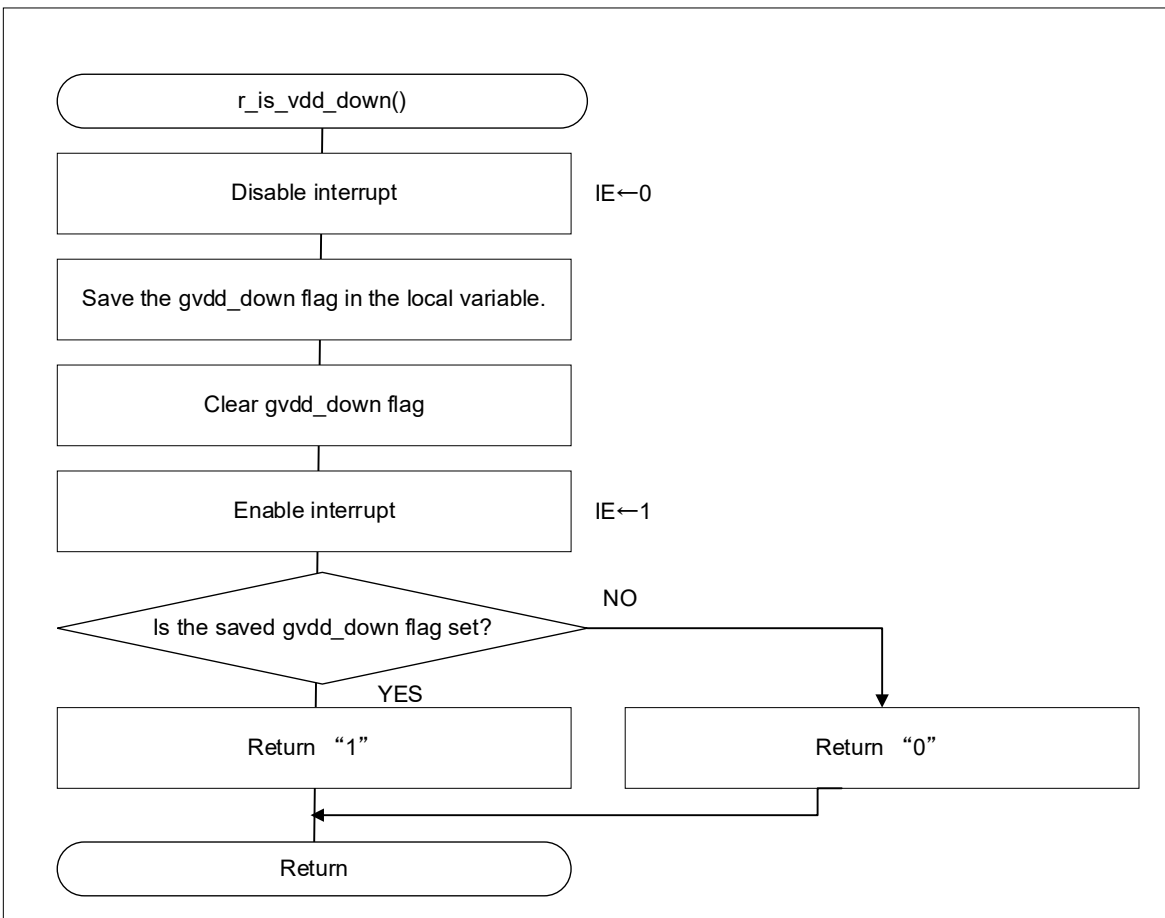 r_is_vdd_down()
Disable interrupt
IE←0
Save the gvdd_down flag in the local variable.
Clear gvdd_down flag
Enable interrupt
IE←1
Is the saved gvdd_down flag set?
NO
YES
Return “1”
Return “0”
Return